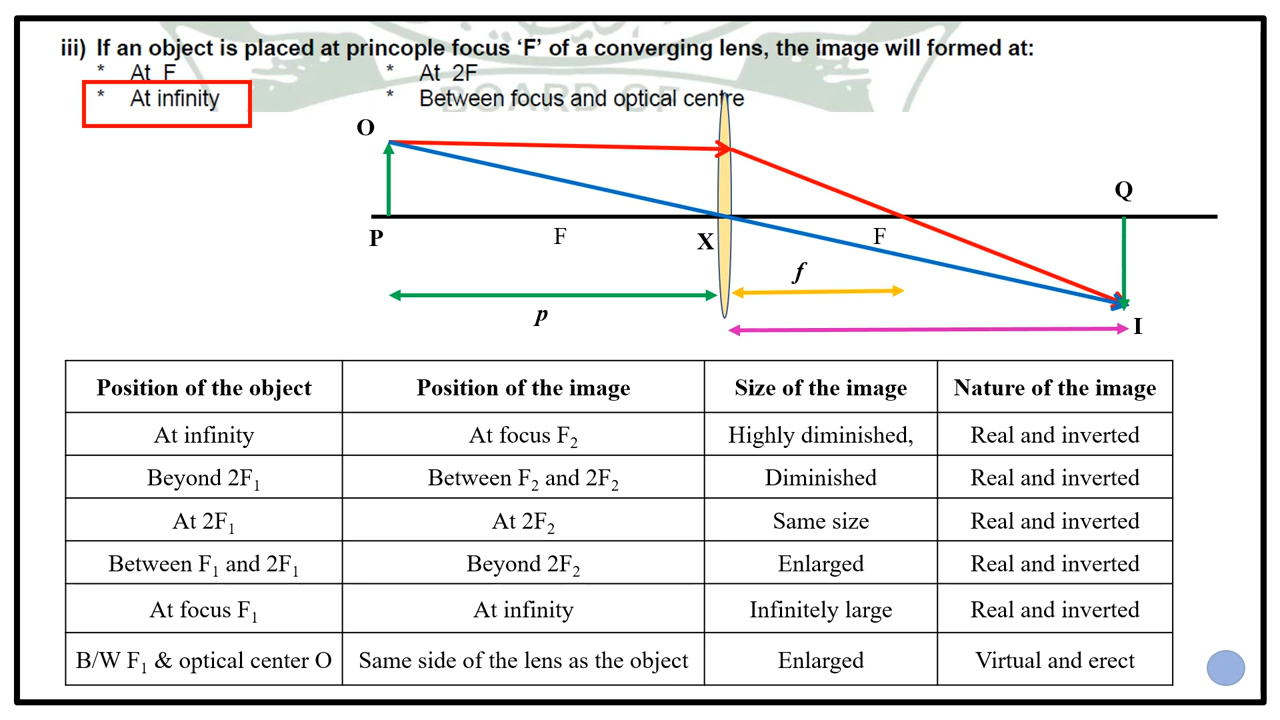 iii) If an object is placed at princople focus ‘F’ of a converging lens, the image will formed at:
* At F * At 2F
* At infinity * Between focus and optical centre
BOARD OF
O
Q
P F X F
f
p
I
Position of the object Position of the image Size of the image Nature of the image
At infinity At focus F₂ Highly diminished, Real and inverted
Beyond 2F₁ Between F₂ and 2F₂ Diminished Real and inverted
At 2F₁ At 2F₂ Same size Real and inverted
Between F₁ and 2F₁ Beyond 2F₂ Enlarged Real and inverted
At focus F₁ At infinity Infinitely large Real and inverted
B/W F₁ & optical center O Same side of the lens as the object Enlarged Virtual and erect